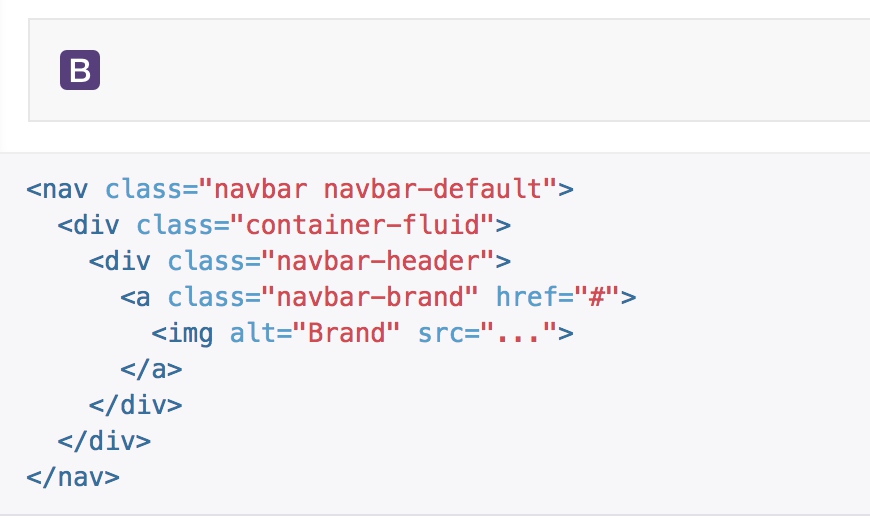 B
<nav class="navbar navbar-default">
  <div class="container-fluid">
    <div class="navbar-header">
      <a class="navbar-brand" href="#">
        <img alt="Brand" src="...">
      </a>
    </div>
  </div>
</nav>